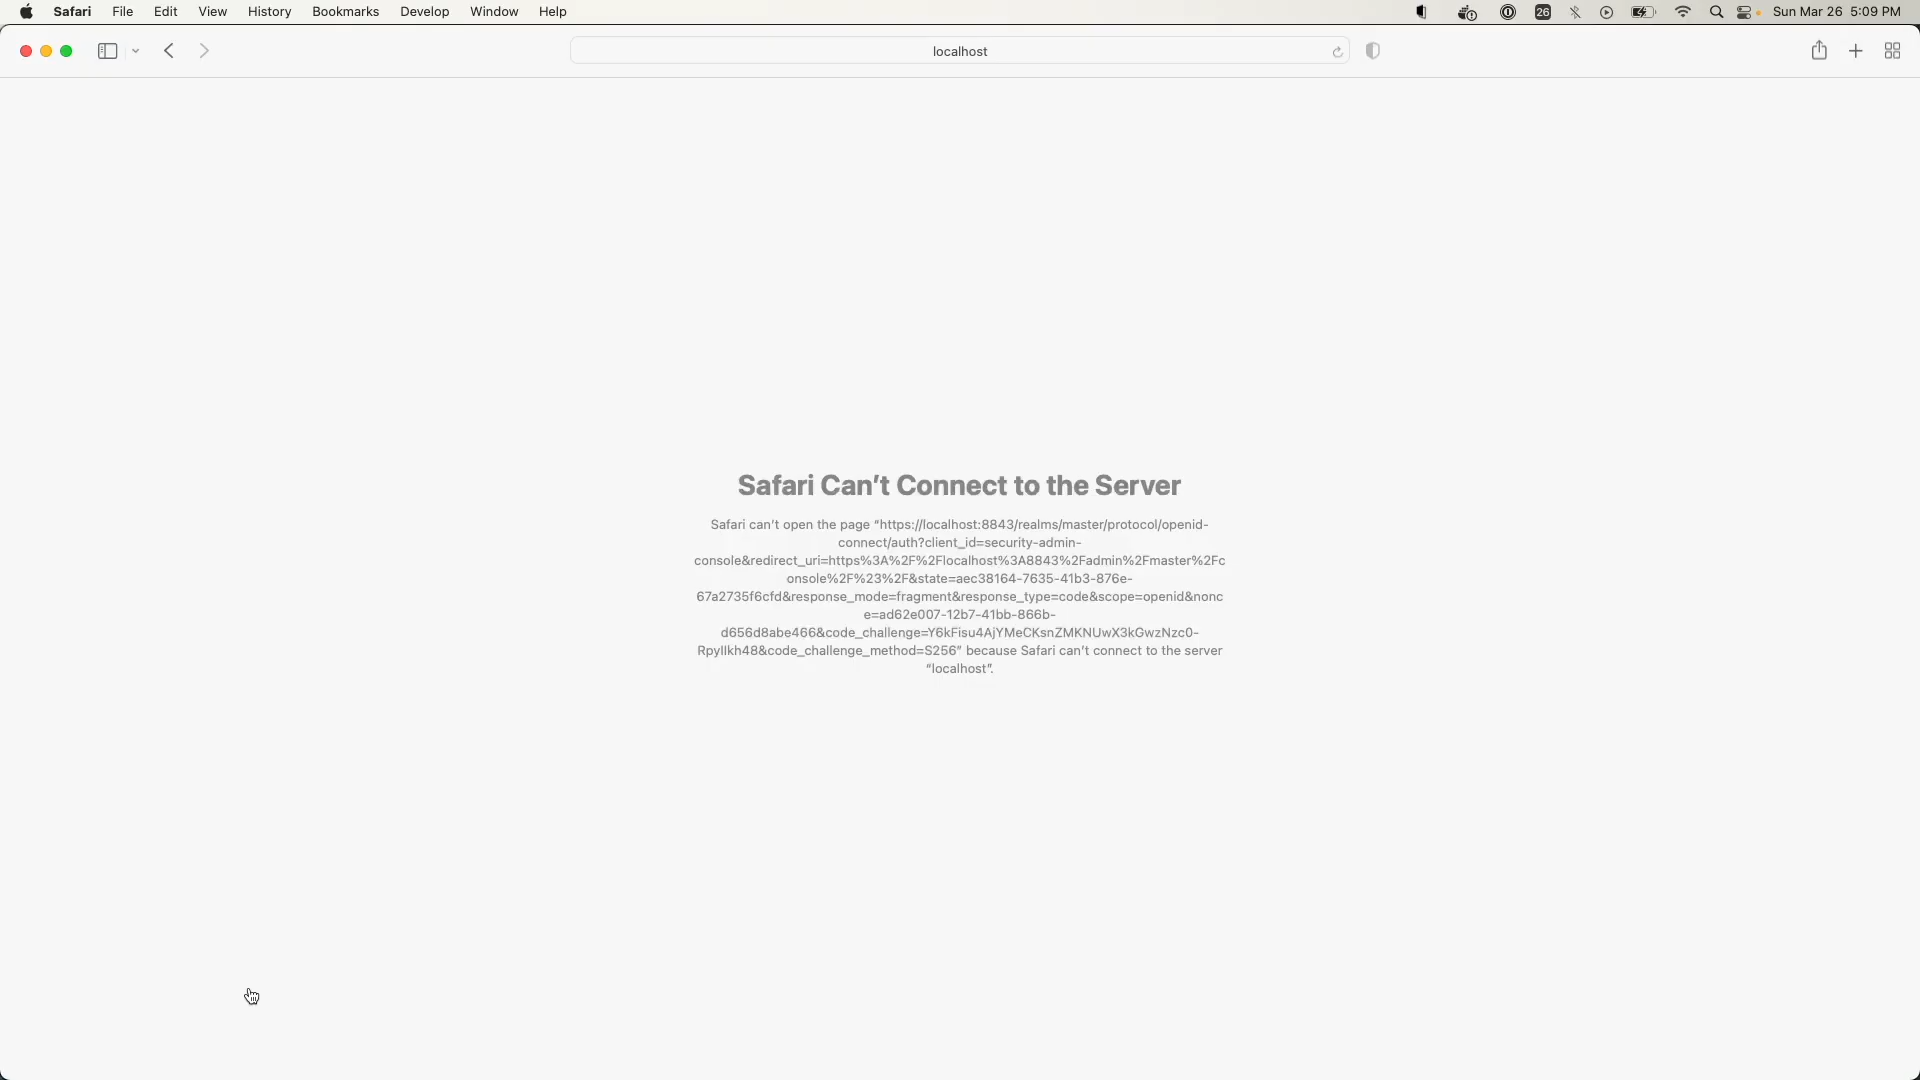 Safari File Edit View History Bookmarks Develop Window Help 26 Sun Mar 26 5:09 PM
localhost
Safari Can’t Connect to the Server
Safari can’t open the page “https://localhost:8843/realms/master/protocol/openid-
connect/auth?client_id=security-admin-
console&redirect_uri=https%3A%2F%2Flocalhost%3A8843%2Fadmin%2Fmaster%2Fc
onsole%2F%23%2F&state=aec38164-7635-41b3-876e-
67a2735f6cfd&response_mode=fragment&response_type=code&scope=openid&nonc
e=ad62e007-12b7-41bb-866b-
d656d8abe466&code_challenge=Y6kFisu4AjYMeCKsnZMKNUwX3kGwzNzc0-
RpyIlkh48&code_challenge_method=S256” because Safari can’t connect to the server
“localhost”.